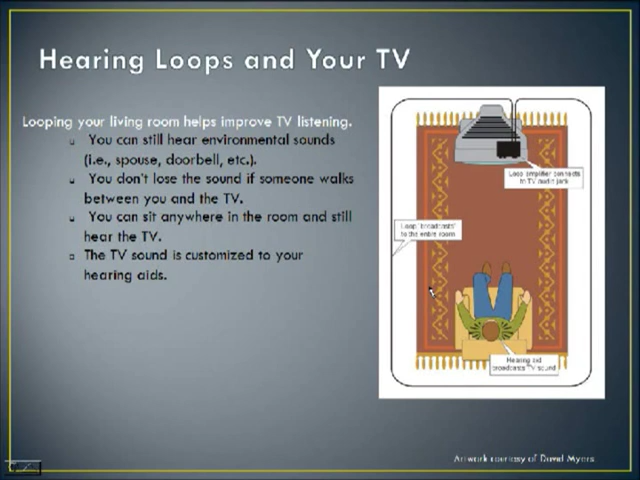 Hearing Loops and Your TV
Looping your living room helps improve TV listening.
You can still hear environmental sounds
(i.e., spouse, doorbell, etc.).
You don't lose the sound if someone walks
between you and the TV.
You can sit anywhere in the room and still
hear the TV.
The TV sound is customized to your
hearing aids.
Loop amplifier connects
to TV audio jack
Loop "broadcasts"
to the entire room
Hearing aid
broadcasts TV sound
Artwork courtesy of David Myers